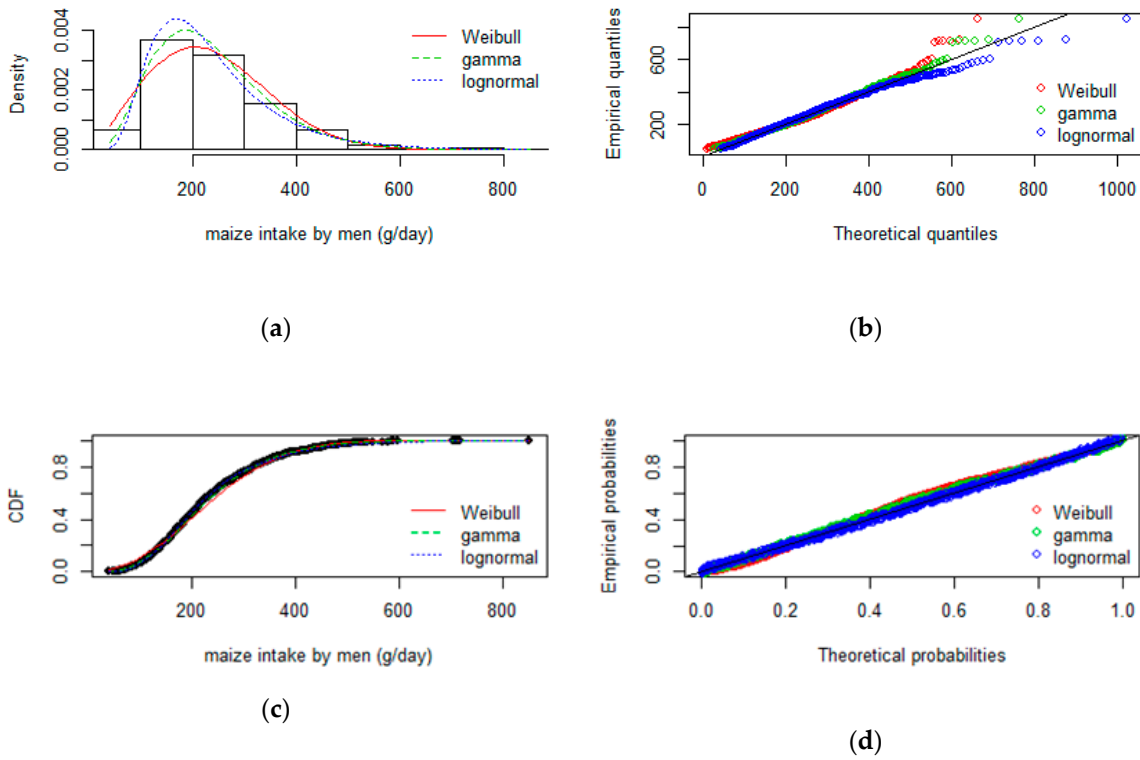 Density
0.000 0.002 0.004
Weibull
gamma
lognormal
200 400 600 800
maize intake by men (g/day)
(a)
Empirical quantiles
200 600
Weibull
gamma
lognormal
0 200 400 600 800 1000
Theoretical quantiles
(b)
CDF
0.0 0.4 0.8
Weibull
gamma
lognormal
200 400 600 800
maize intake by men (g/day)
(c)
Empirical probabilities
0.0 0.4 0.8
Weibull
gamma
lognormal
0.0 0.2 0.4 0.6 0.8 1.0
Theoretical probabilities
(d)